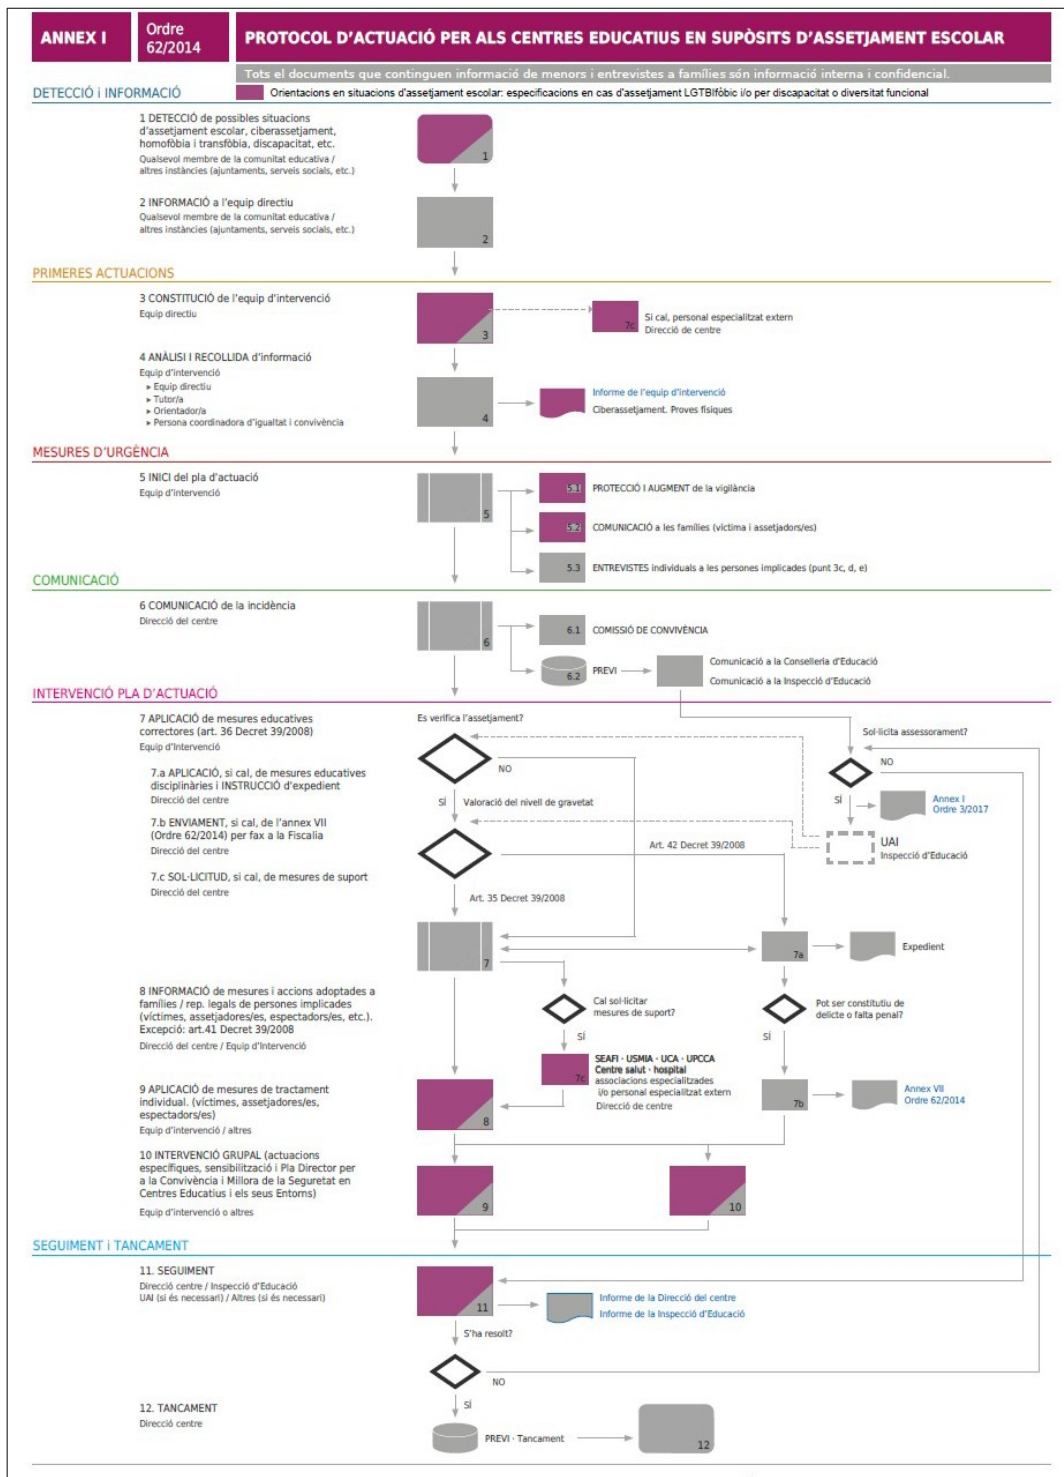 ANNEX I
Ordre
62/2014
PROTOCOL D'ACTUACIÓ PER ALS CENTRES EDUCATIUS EN SUPÒSITS D'ASSETJAMENT ESCOLAR
Tots el documents que continguen informació de menors i entrevistes a famílies són informació interna i confidencial.
DETECCIÓ i INFORMACIÓ
Orientacions en situacions d'assetjament escolar: especificacions en cas d'assetjament LGTBIfòbic i/o per discapacitat o diversitat funcional
1 DETECCIÓ de possibles situacions
d'assetjament escolar, ciberassetjament,
homofòbia i transfòbia, discapacitat, etc.
Qualsevol membre de la comunitat educativa /
altres instàncies (ajuntaments, serveis socials, etc.)
1
2 INFORMACIÓ a l'equip directiu
Qualsevol membre de la comunitat educativa /
altres instàncies (ajuntaments, serveis socials, etc.)
2
PRIMERES ACTUACIONS
3 CONSTITUCIÓ de l'equip d'intervenció
Equip directiu
3
7c
Si cal, personal especialitzat extern
Direcció de centre
4 ANÀLISI I RECOLLIDA d'informació
Equip d'intervenció
▸ Equip directiu
▸ Tutor/a
▸ Orientador/a
▸ Persona coordinadora d'igualtat i convivència
4
Informe de l'equip d'intervenció
Ciberassetjament. Proves físiques
MESURES D'URGÈNCIA
5 INICI del pla d'actuació
Equip d'intervenció
5
5.1
PROTECCIÓ I AUGMENT de la vigilància
5.2
COMUNICACIÓ a les famílies (víctima i assetjadors/es)
5.3
ENTREVISTES individuals a les persones implicades (punt 3c, d, e)
COMUNICACIÓ
6 COMUNICACIÓ de la incidència
Direcció del centre
6
6.1
COMISSIÓ DE CONVIVÈNCIA
6.2
PREVI
Comunicació a la Conselleria d'Educació
Comunicació a la Inspecció d'Educació
INTERVENCIÓ PLA D'ACTUACIÓ
7 APLICACIÓ de mesures educatives
correctores (art. 36 Decret 39/2008)
Equip d'Intervenció
Es verifica l'assetjament?
NO
Sol·licita assessorament?
NO
7.a APLICACIÓ, si cal, de mesures educatives
disciplinàries i INSTRUCCIÓ d'expedient
Direcció del centre
SÍ
Valoració del nivell de gravetat
SÍ
Annex I
Ordre 3/2017
7.b ENVIAMENT, si cal, de l'annex VII
(Ordre 62/2014) per fax a la Fiscalia
Direcció del centre
Art. 42 Decret 39/2008
UAI
Inspecció d'Educació
7.c SOL·LICITUD, si cal, de mesures de suport
Direcció del centre
Art. 35 Decret 39/2008
7
7a
Expedient
8 INFORMACIÓ de mesures i accions adoptades a
famílies / rep. legals de persones implicades
(víctimes, assetjadores/es, espectadors/es, etc.).
Excepció: art.41 Decret 39/2008
Direcció del centre / Equip d'Intervenció
Cal sol·licitar
mesures de suport?
SÍ
Pot ser constitutiu de
delicte o falta penal?
SÍ
7c
SEAFI · USMIA · UCA · UPCCA
Centre salut · hospital
associacions especialitzades
i/o personal especialitzat extern
Direcció de centre
7b
Annex VII
Ordre 62/2014
9 APLICACIÓ de mesures de tractament
individual. (víctimes, assetjadores/es,
espectadors/es)
Equip d'intervenció / altres
8
10 INTERVENCIÓ GRUPAL (actuacions
específiques, sensibilització i Pla Director per
a la Convivència i Millora de la Seguretat en
Centres Educatius i els seus Entorns)
Equip d'intervenció o altres
9
10
SEGUIMENT i TANCAMENT
11. SEGUIMENT
Direcció centre / Inspecció d'Educació
UAI (si és necessari) / Altres (si és necessari)
11
Informe de la Direcció del centre
Informe de la Inspecció d'Educació
S'ha resolt?
NO
SÍ
12. TANCAMENT
Direcció centre
PREVI · Tancament
12